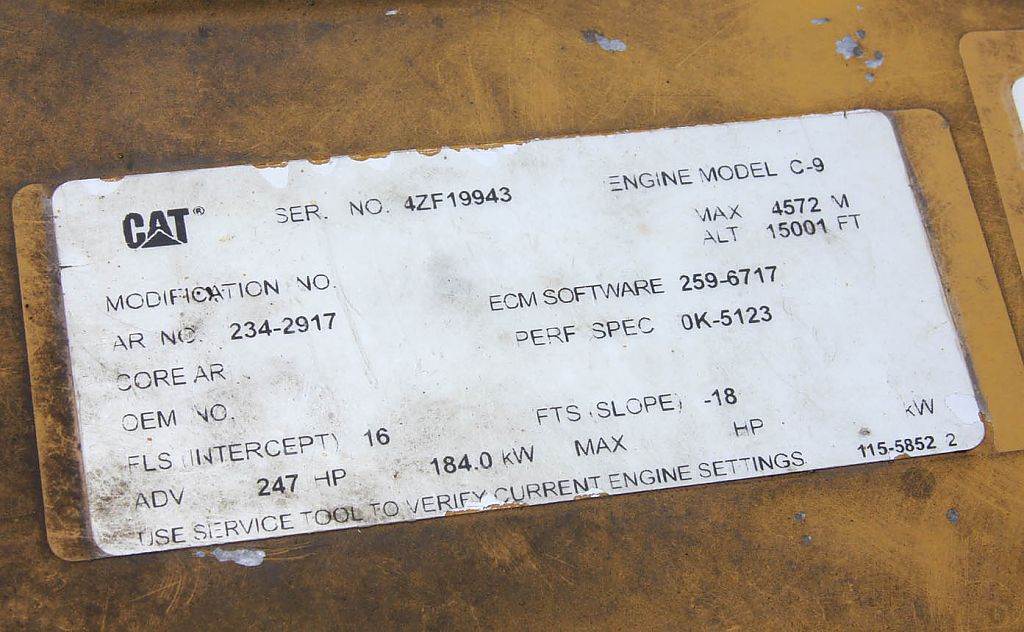 CAT® SER. NO. 4ZF19943 ENGINE MODEL C-9
MAX 4572 M
ALT 15001 FT
MODIFICATION NO.
ECM SOFTWARE 259-6717
AR NO. 234-2917
PERF SPEC 0K-5123
CORE AR
OEM NO.
FLS (INTERCEPT) 16 FTS (SLOPE) -18
ADV 247 HP 184.0 kW MAX HP kW
USE SERVICE TOOL TO VERIFY CURRENT ENGINE SETTINGS 115-5852 2